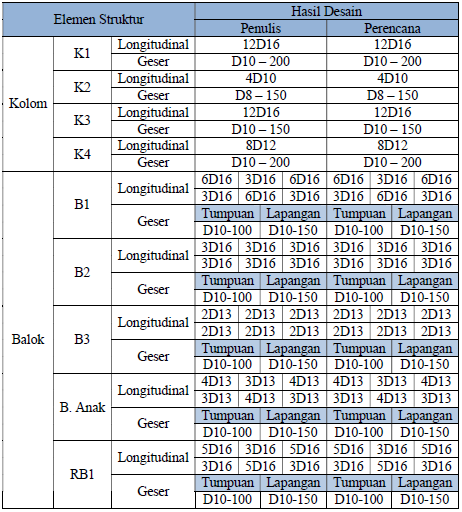 Elemen Struktur Hasil Desain
Penulis Perencana
Kolom K1 Longitudinal 12D16 12D16
Geser D10 – 200 D10 – 200
K2 Longitudinal 4D10 4D10
Geser D8 – 150 D8 – 150
K3 Longitudinal 12D16 12D16
Geser D10 – 150 D10 – 150
K4 Longitudinal 8D12 8D12
Geser D10 – 200 D10 – 200
Balok B1 Longitudinal 6D16 3D16 6D16 6D16 3D16 6D16
3D16 6D16 3D16 3D16 6D16 3D16
Geser Tumpuan Lapangan Tumpuan Lapangan
D10-100 D10-150 D10-100 D10-150
B2 Longitudinal 3D16 3D16 3D16 3D16 3D16 3D16
3D16 3D16 3D16 3D16 3D16 3D16
Geser Tumpuan Lapangan Tumpuan Lapangan
D10-100 D10-150 D10-100 D10-150
B3 Longitudinal 2D13 2D13 2D13 2D13 2D13 2D13
2D13 2D13 2D13 2D13 2D13 2D13
Geser Tumpuan Lapangan Tumpuan Lapangan
D10-100 D10-150 D10-100 D10-150
B. Anak Longitudinal 4D13 3D13 4D13 4D13 3D13 4D13
3D13 4D13 3D13 3D13 4D13 3D13
Geser Tumpuan Lapangan Tumpuan Lapangan
D10-100 D10-150 D10-100 D10-150
RB1 Longitudinal 5D16 3D16 5D16 5D16 3D16 5D16
3D16 5D16 3D16 3D16 5D16 3D16
Geser Tumpuan Lapangan Tumpuan Lapangan
D10-100 D10-150 D10-100 D10-150